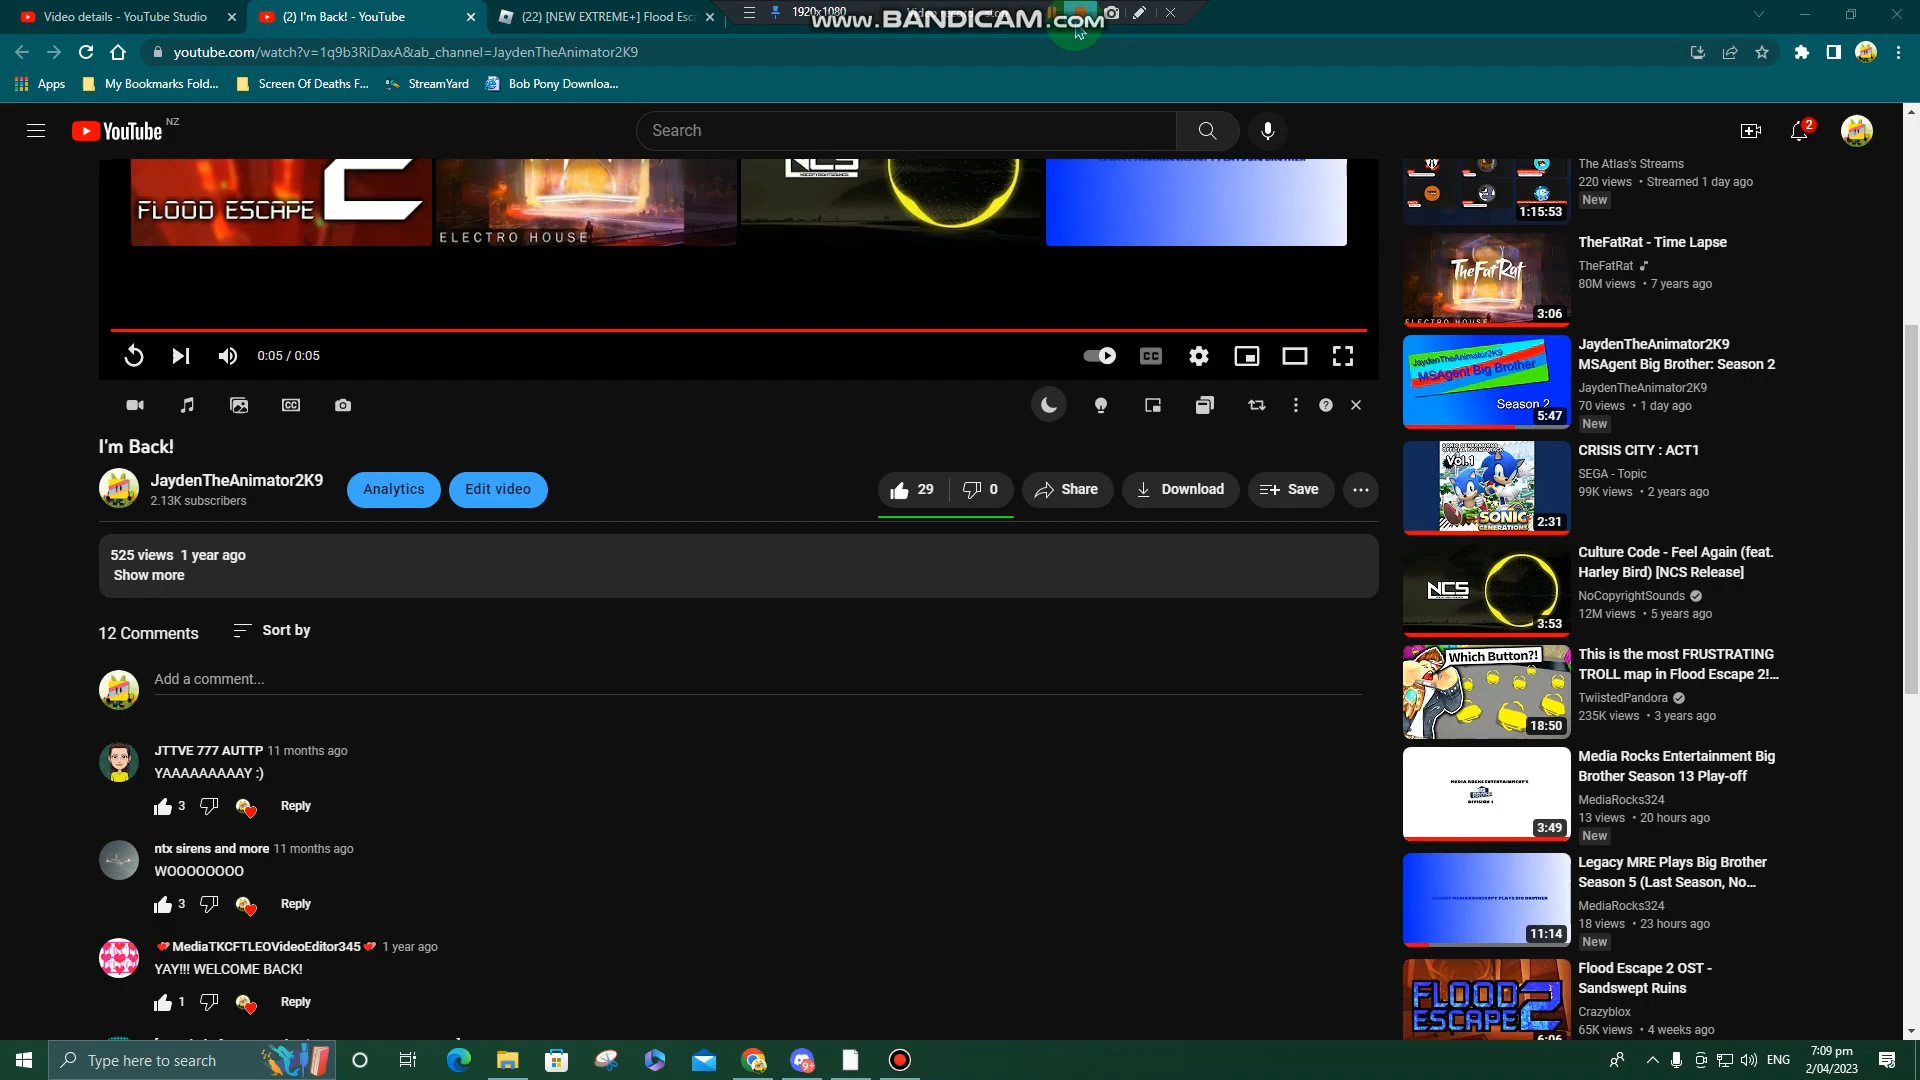 Video details - YouTube Studio
(2) I'm Back! - YouTube
(22) [NEW EXTREME+] Flood Esc
1920x1080
www.BANDICAM.com
youtube.com/watch?v=1q9b3RiDaxA&ab_channel=JaydenTheAnimator2K9
Apps
My Bookmarks Fold...
Screen Of Deaths F...
StreamYard
Bob Pony Downloa...
YouTube NZ
Search
2
FLOOD ESCAPE 2
ELECTRO HOUSE
NCS
NOCOPYRIGHTSOUNDS
0:05 / 0:05
CC
CC
I'm Back!
JaydenTheAnimator2K9
2.13K subscribers
Analytics
Edit video
29
0
Share
Download
Save
525 views 1 year ago
Show more
12 Comments
Sort by
Add a comment...
JTTVE 777 AUTTP 11 months ago
YAAAAAAAAAY :)
3
Reply
ntx sirens and more 11 months ago
WOOOOOOOO
3
Reply
MediaTKCFTLEOVideoEditor345 1 year ago
YAY!!! WELCOME BACK!
1
Reply
The Atlas's Streams
220 views • Streamed 1 day ago
New
1:15:53
TheFatRat - Time Lapse
TheFatRat
80M views • 7 years ago
TheFatRat
ELECTRO HOUSE
3:06
JaydenTheAnimator2K9
MSAgent Big Brother: Season 2
JaydenTheAnimator2K9
70 views • 1 day ago
New
JaydenTheAnimator2K9
MSAgent Big Brother
Season 2
5:47
CRISIS CITY : ACT1
SEGA - Topic
99K views • 2 years ago
Vol.1
SONIC
GENERATIONS
2:31
Culture Code - Feel Again (feat.
Harley Bird) [NCS Release]
NoCopyrightSounds
12M views • 5 years ago
NCS
3:53
This is the most FRUSTRATING
TROLL map in Flood Escape 2!...
TwiistedPandora
235K views • 3 years ago
Which Button?!
18:50
Media Rocks Entertainment Big
Brother Season 13 Play-off
MediaRocks324
13 views • 20 hours ago
New
MEDIA ROCKS ENTERTAINMENT'S
3:49
Legacy MRE Plays Big Brother
Season 5 (Last Season, No...
MediaRocks324
18 views • 23 hours ago
New
11:14
Flood Escape 2 OST -
Sandswept Ruins
Crazyblox
65K views • 4 weeks ago
FLOOD
ESCAPE 2
6:06
Type here to search
9+
ENG
7:09 pm
2/04/2023